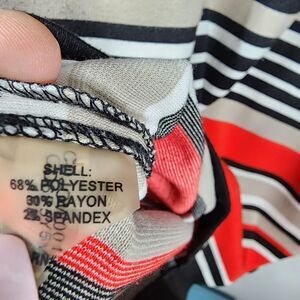 SHELL:
68% POLYESTER
30% RAYON
2% SPANDEX